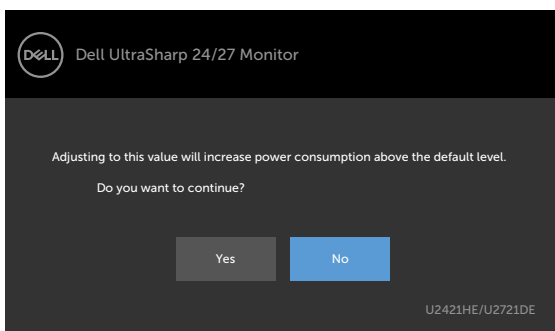 DELL Dell UltraSharp 24/27 Monitor
Adjusting to this value will increase power consumption above the default level.
Do you want to continue?
Yes No
U2421HE/U2721DE